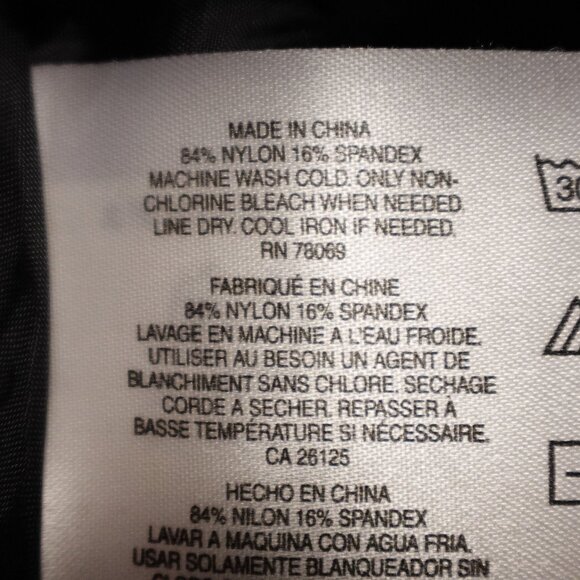 MADE IN CHINA
84% NYLON 16% SPANDEX
MACHINE WASH COLD. ONLY NON-
CHLORINE BLEACH WHEN NEEDED.
LINE DRY. COOL IRON IF NEEDED.
RN 78069
FABRIQUÉ EN CHINE
84% NYLON 16% SPANDEX
LAVAGE EN MACHINE A L'EAU FROIDE.
UTILISER AU BESOIN UN AGENT DE
BLANCHIMENT SANS CHLORE. SECHAGE
CORDE A SECHER. REPASSER À
BASSE TEMPÉRATURE SI NÉCESSAIRE.
CA 26125
HECHO EN CHINA
84% NILON 16% SPANDEX
LAVAR A MAQUINA CON AGUA FRIA.
USAR SOLAMENTE BLANQUEADOR SIN
30